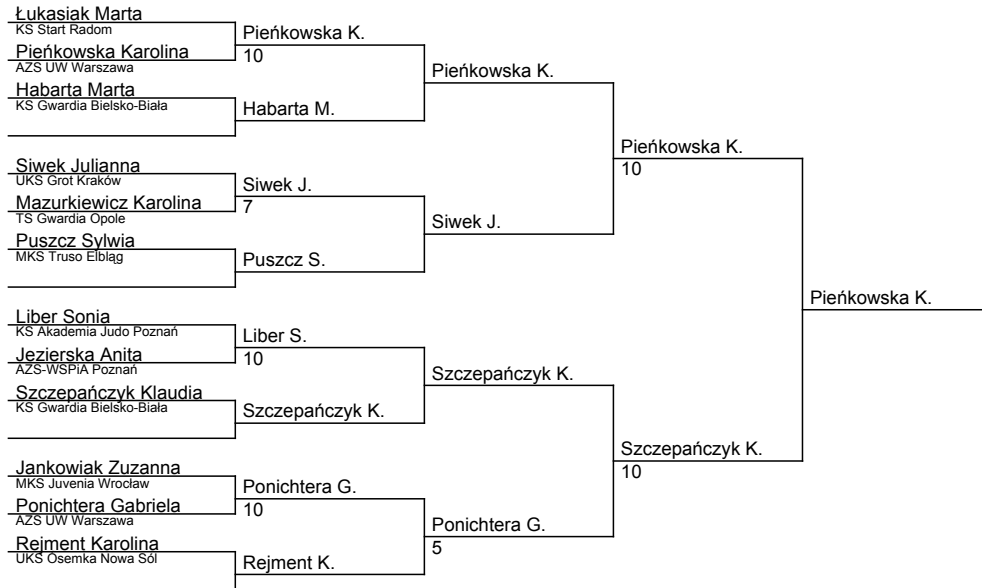 Łukasiak Marta
KS Start Radom
Pieńkowska Karolina
AZS UW Warszawa
Habarta Marta
KS Gwardia Bielsko-Biała
Siwek Julianna
UKS Grot Kraków
Mazurkiewicz Karolina
TS Gwardia Opole
Puszcz Sylwia
MKS Truso Elbląg
Liber Sonia
KS Akademia Judo Poznań
Jezierska Anita
AZS-WSPiA Poznań
Szczepańczyk Klaudia
KS Gwardia Bielsko-Biała
Jankowiak Zuzanna
MKS Juvenia Wrocław
Ponichtera Gabriela
AZS UW Warszawa
Rejment Karolina
UKS Ósemka Nowa Sól
Pieńkowska K.
10
Habarta M.
Siwek J.
7
Puszcz S.
Liber S.
10
Szczepańczyk K.
Ponichtera G.
10
Rejment K.
Pieńkowska K.
Siwek J.
Szczepańczyk K.
Ponichtera G.
5
Pieńkowska K.
10
Szczepańczyk K.
10
Pieńkowska K.